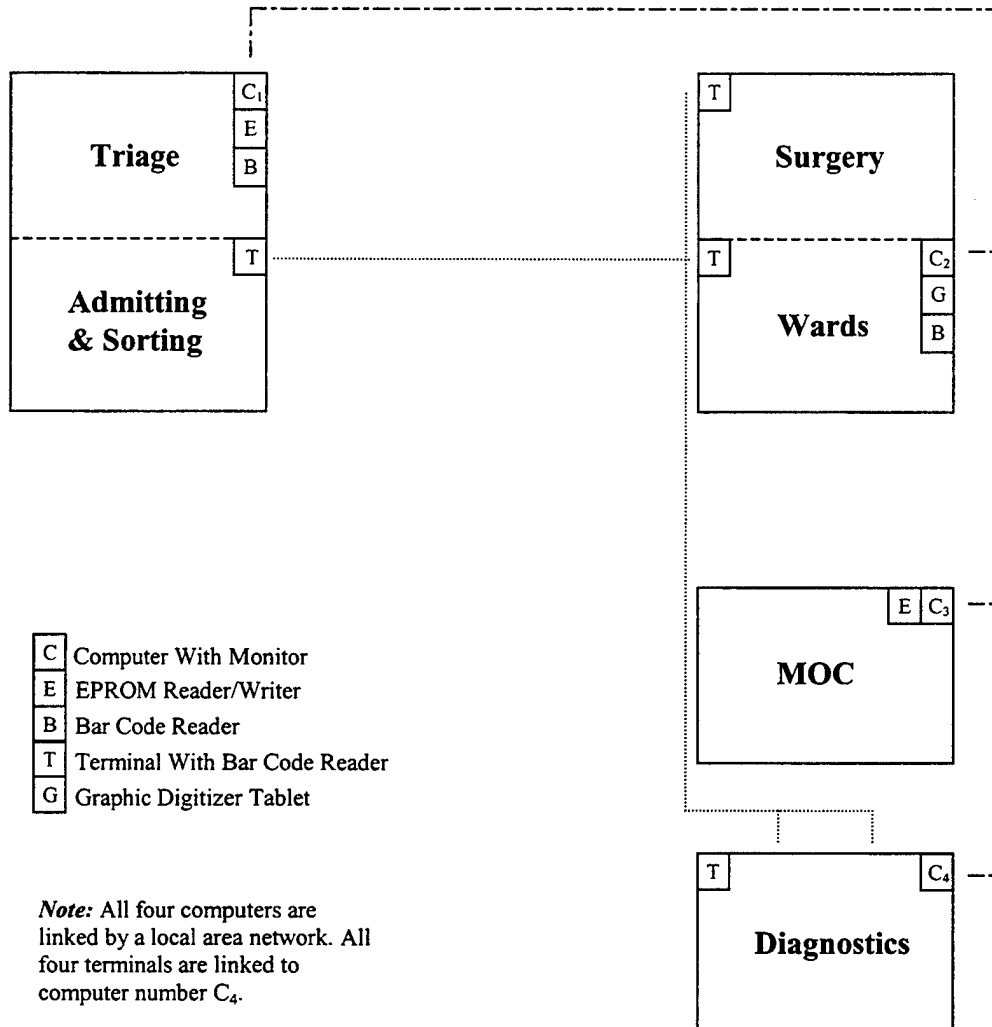 C₁
E
B
Triage
T
Admitting
& Sorting
T
Surgery
T
C₂
G
B
Wards
E C₃
MOC
C Computer With Monitor
E EPROM Reader/Writer
B Bar Code Reader
T Terminal With Bar Code Reader
G Graphic Digitizer Tablet
T
C₄
Diagnostics
Note: All four computers are
linked by a local area network. All
four terminals are linked to
computer number C₄.